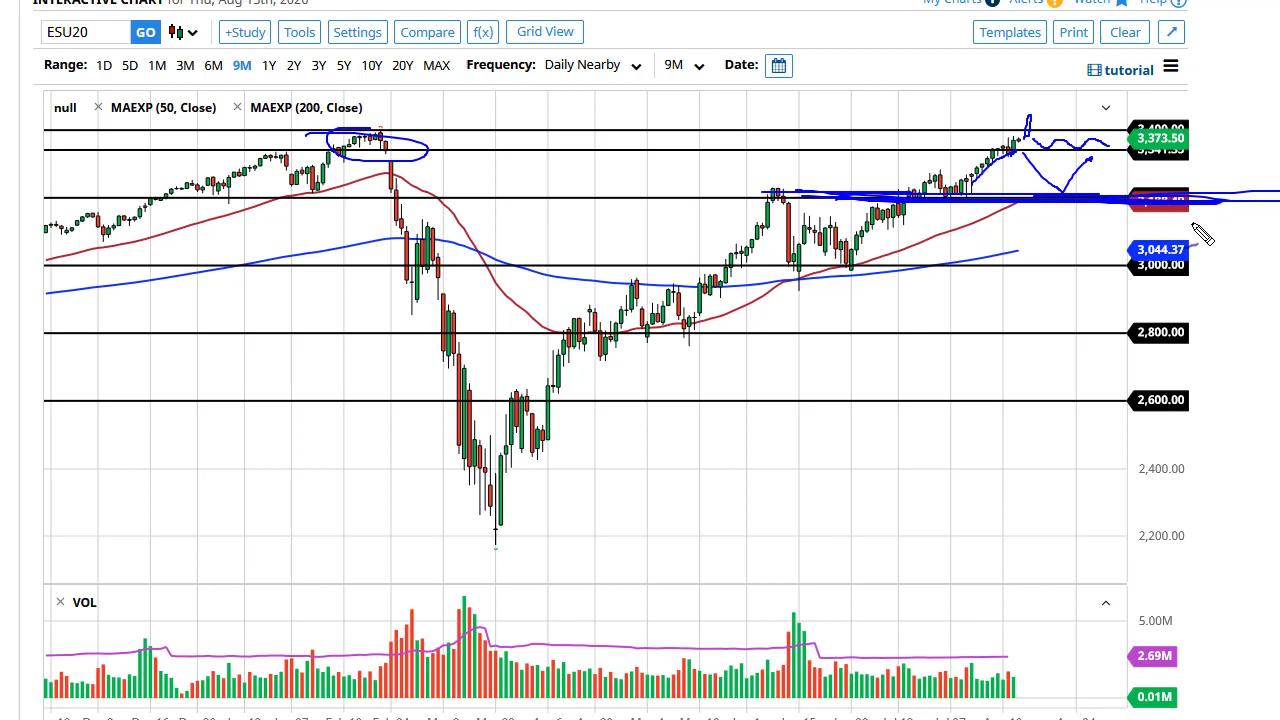 INTERACTIVE CHART for Thu, Aug 13th, 2020
My Charts Alerts Watch Help
ESU20 GO +Study Tools Settings Compare f(x) Grid View Templates Print Clear
Range: 1D 5D 1M 3M 6M 9M 1Y 2Y 3Y 5Y 10Y 20Y MAX Frequency: Daily Nearby 9M Date:
tutorial
null × MAEXP (50, Close) × MAEXP (200, Close)
3,373.50
3,044.37
3,000.00
2,800.00
2,600.00
2,400.00
2,200.00
× VOL
5.00M
2.69M
0.01M